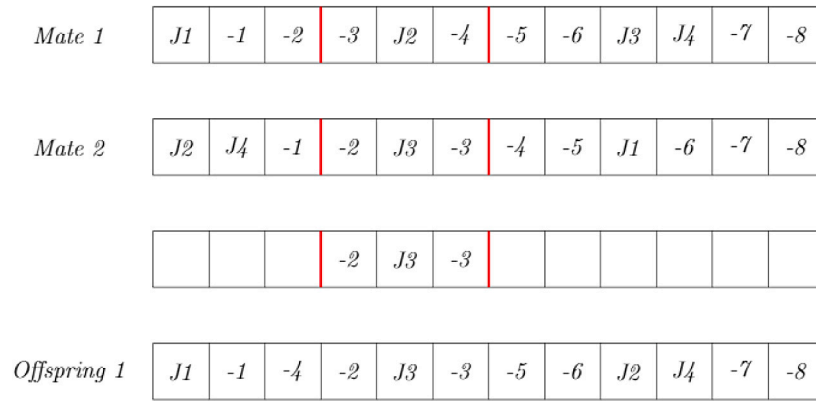 Mate 1 J1 -1 -2 -3 J2 -4 -5 -6 J3 J4 -7 -8
Mate 2 J2 J4 -1 -2 J3 -3 -4 -5 J1 -6 -7 -8
-2 J3 -3
Offspring 1 J1 -1 -4 -2 J3 -3 -5 -6 J2 J4 -7 -8